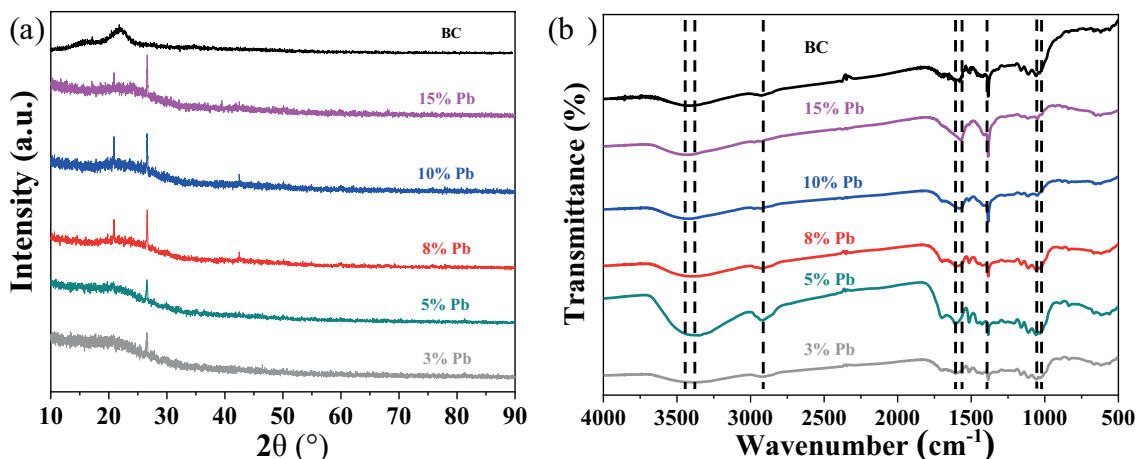 (a)
BC
15% Pb
10% Pb
8% Pb
5% Pb
3% Pb
Intensity (a.u.)
10 20 30 40 50 60 70 80 90
2θ (°)
(b)
BC
15% Pb
10% Pb
8% Pb
5% Pb
3% Pb
Transmittance (%)
4000 3500 3000 2500 2000 1500 1000 500
Wavenumber (cm⁻¹)